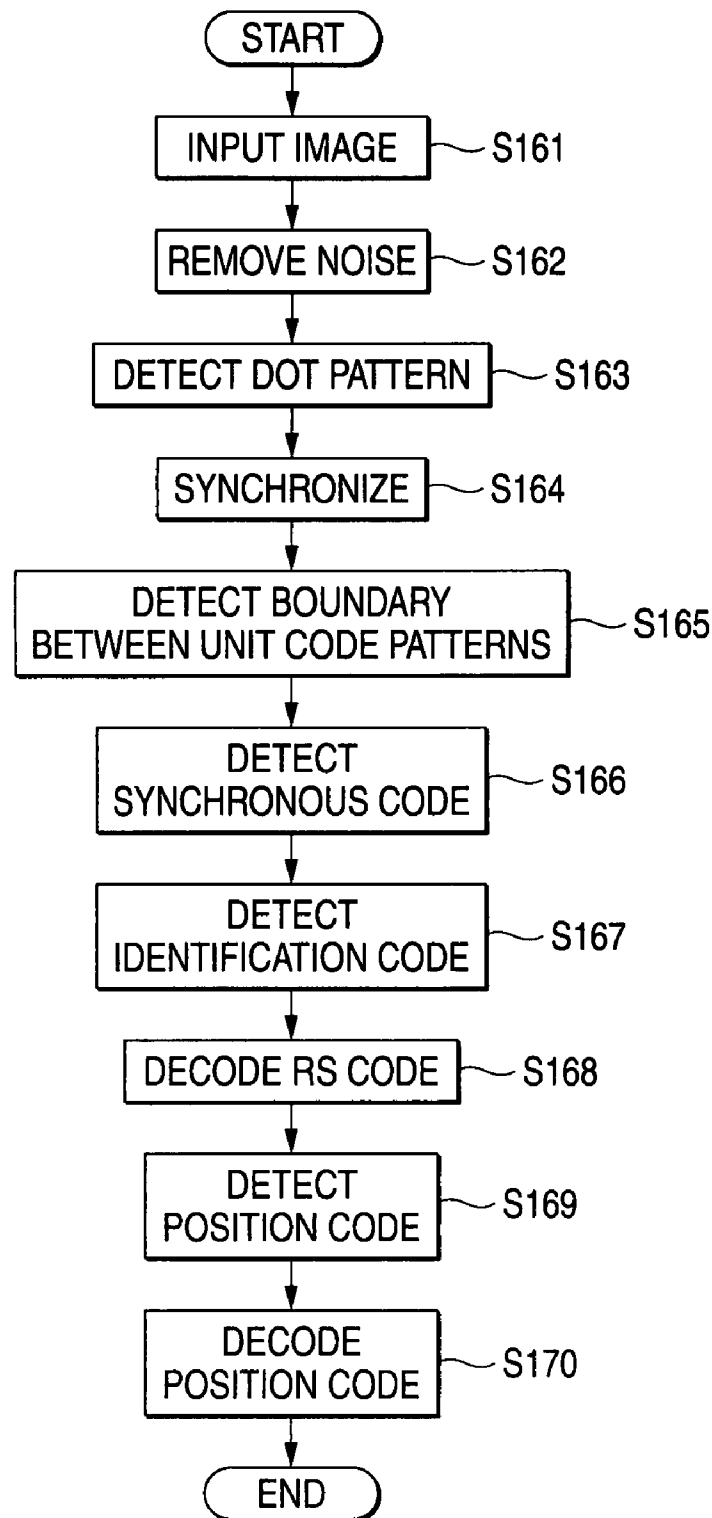 START
INPUT IMAGE S161
REMOVE NOISE S162
DETECT DOT PATTERN S163
SYNCHRONIZE S164
DETECT BOUNDARY
BETWEEN UNIT CODE PATTERNS S165
DETECT
SYNCHRONOUS CODE S166
DETECT
IDENTIFICATION CODE S167
DECODE RS CODE S168
DETECT
POSITION CODE S169
DECODE
POSITION CODE S170
END